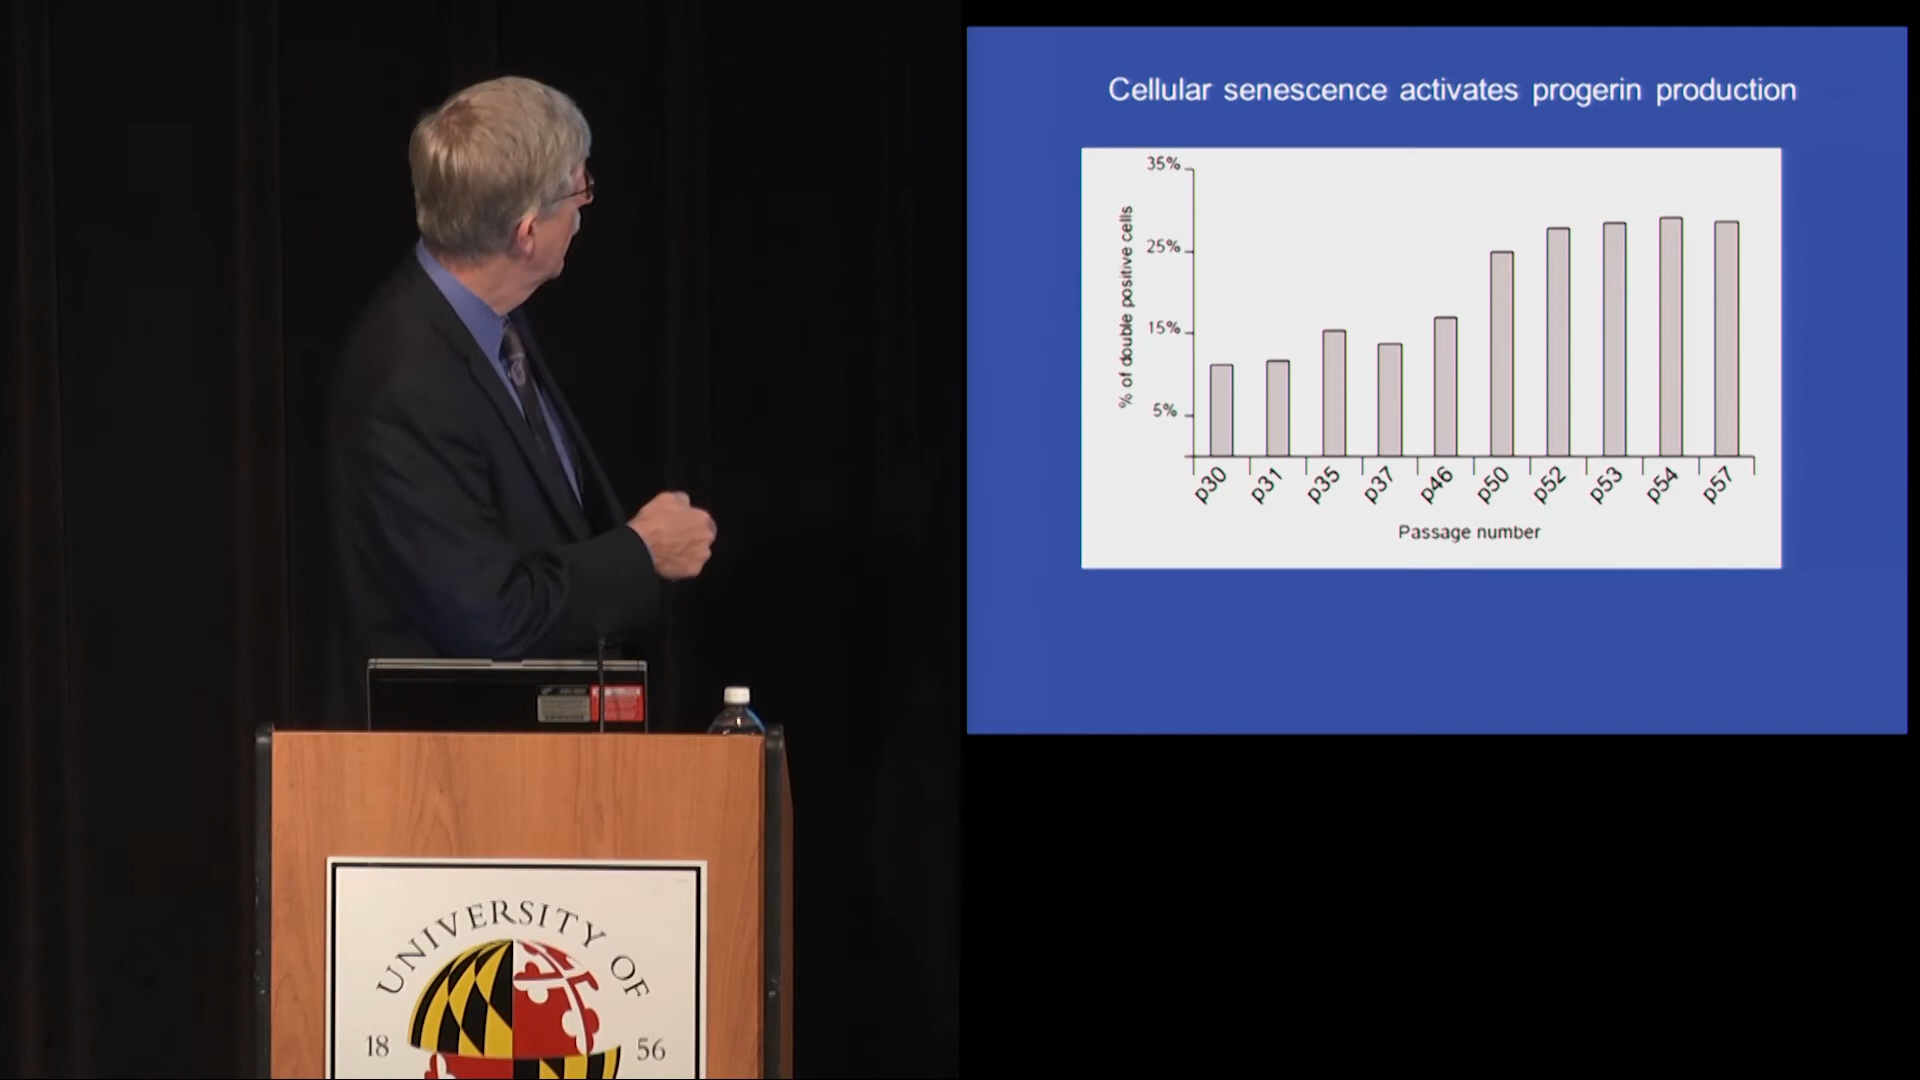 Cellular senescence activates progerin production
35%
25%
15%
5%
% of double positive cells
p30 p31 p35 p37 p46 p50 p52 p53 p54 p57
Passage number
UNIVERSITY OF
18 56